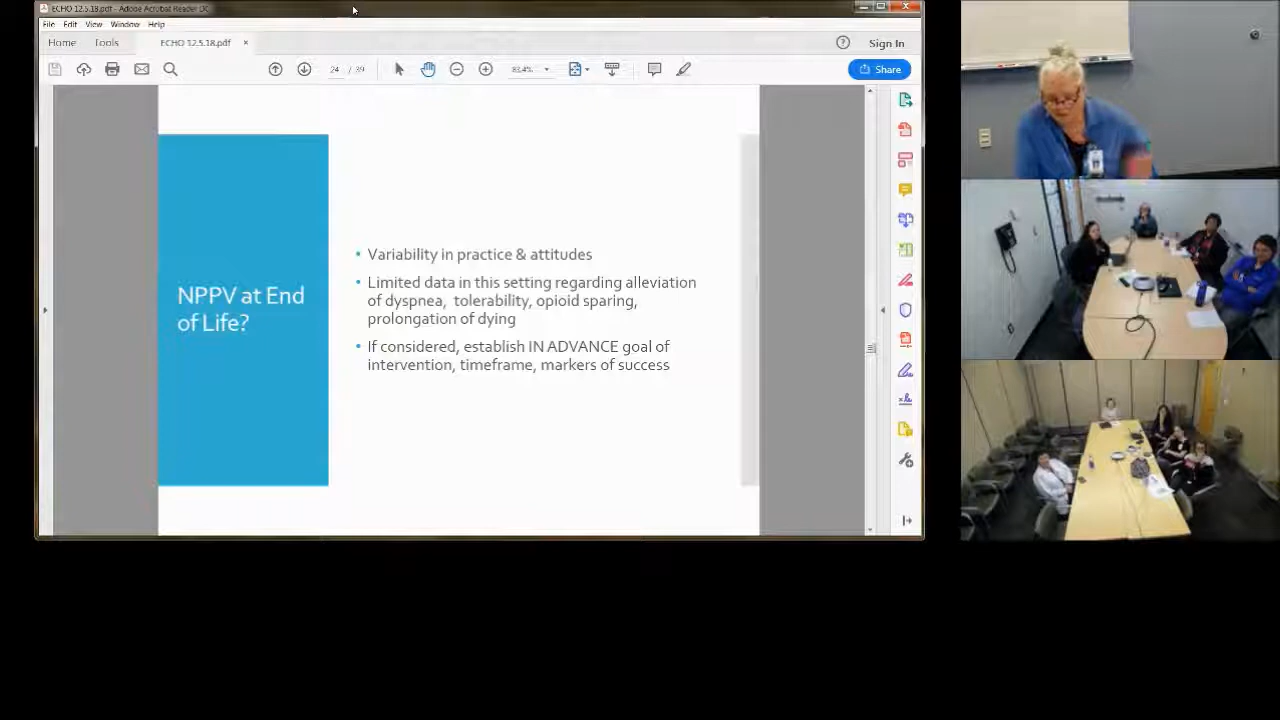 ECHO 12.5.18.pdf - Adobe Acrobat Reader DC
File Edit View Window Help
Home Tools ECHO 12.5.18.pdf × Sign In
24 / 39 83.4% Share
NPPV at End
of Life?
• Variability in practice & attitudes
• Limited data in this setting regarding alleviation
of dyspnea, tolerability, opioid sparing,
prolongation of dying
• If considered, establish IN ADVANCE goal of
intervention, timeframe, markers of success